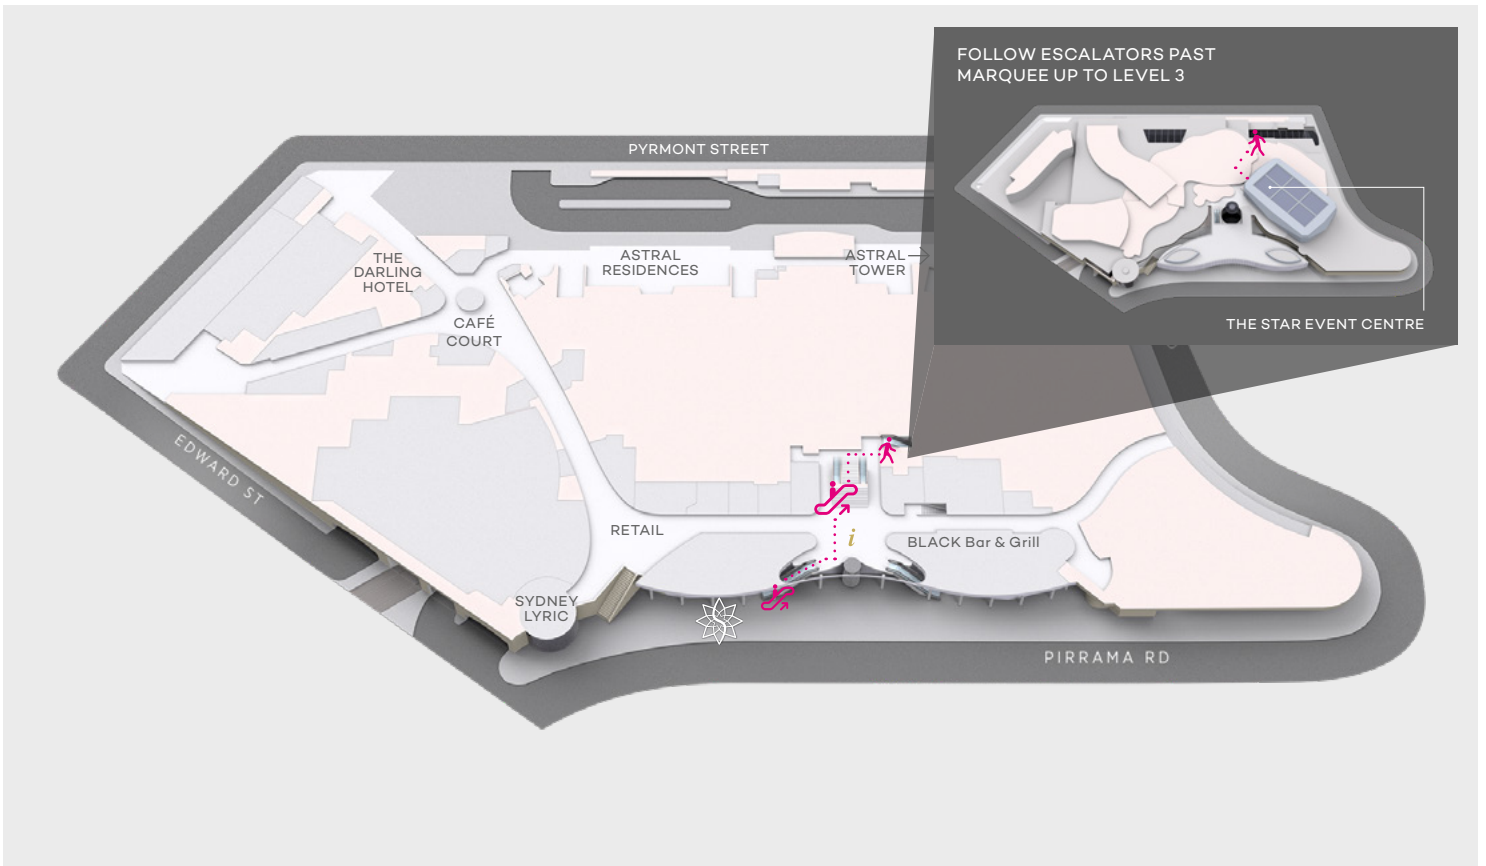 FOLLOW ESCALATORS PAST
MARQUEE UP TO LEVEL 3
THE STAR EVENT CENTRE
PYRMONT STREET
ASTRAL
RESIDENCES
ASTRAL
TOWER
THE
DARLING
HOTEL
CAFÉ
COURT
EDWARD ST
RETAIL
i
BLACK Bar & Grill
SYDNEY
LYRIC
PIRRAMA RD